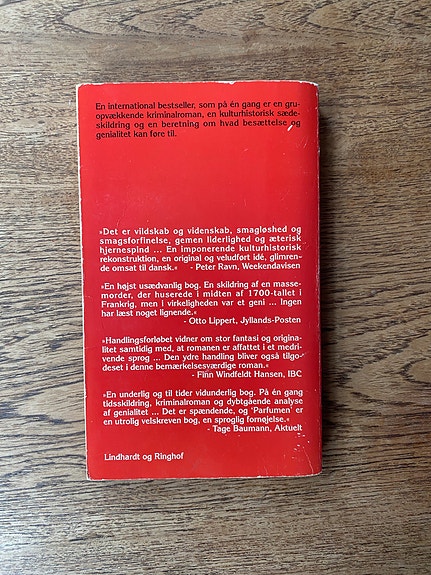 En international bestseller, som på én gang er en gru-
opvækkende kriminalroman, en kulturhistorisk sæde-
skildring og en beretning om hvad besættelse og
genialitet kan føre til.
»Det er vildskab og videnskab, smagløshed og
smagsforfinelse, gemen liderlighed og æterisk
hjernespind ... En imponerende kulturhistorisk
rekonstruktion, en original og veludført idé, glimren-
de omsat til dansk.« - Peter Ravn, Weekendavisen
»En højst usædvanlig bog. En skildring af en masse-
morder, der huserede i midten af 1700-tallet i
Frankrig, men i virkeligheden var et geni ... Ingen
har læst noget lignende.«
- Otto Lippert, Jyllands-Posten
»Handlingsforløbet vidner om stor fantasi og origina-
litet samtidig med, at romanen er affattet i et medri-
vende sprog ... Den ydre handling bliver også tilgo-
deset i denne bemærkelsesværdige roman.«
- Finn Windfeldt Hansen, IBC
»En underlig og til tider vidunderlig bog. På én gang
tidsskildring, kriminalroman og dybtgående analyse
af genialitet ... Det er spændende, og 'Parfumen' er
en utrolig velskreven bog, en sproglig fornøjelse.«
- Tage Baumann, Aktuelt
Lindhardt og Ringhof